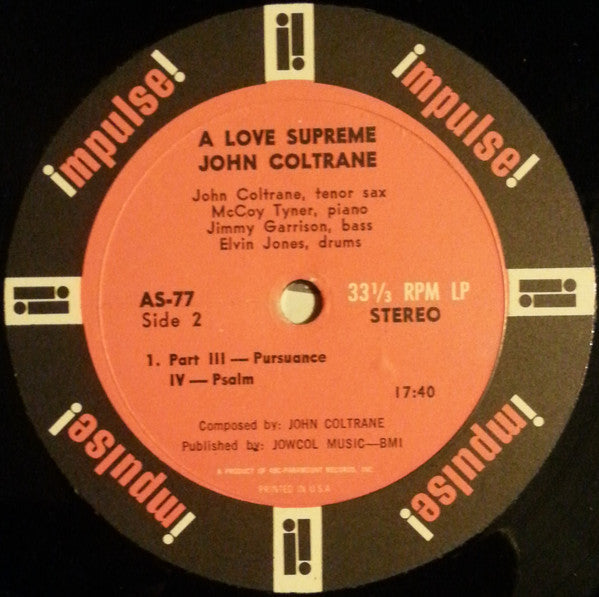 impulse!
impulse!
A LOVE SUPREME
JOHN COLTRANE
John Coltrane, tenor sax
McCoy Tyner, piano
Jimmy Garrison, bass
Elvin Jones, drums
AS-77
Side 2
33⅓ RPM LP
STEREO
1. Part III — Pursuance
IV — Psalm
17:40
Composed by: JOHN COLTRANE
Published by: JOWCOL MUSIC—BMI
A PRODUCT OF ABC-PARAMOUNT RECORDS, INC.
PRINTED IN U.S.A.
impulse!
impulse!